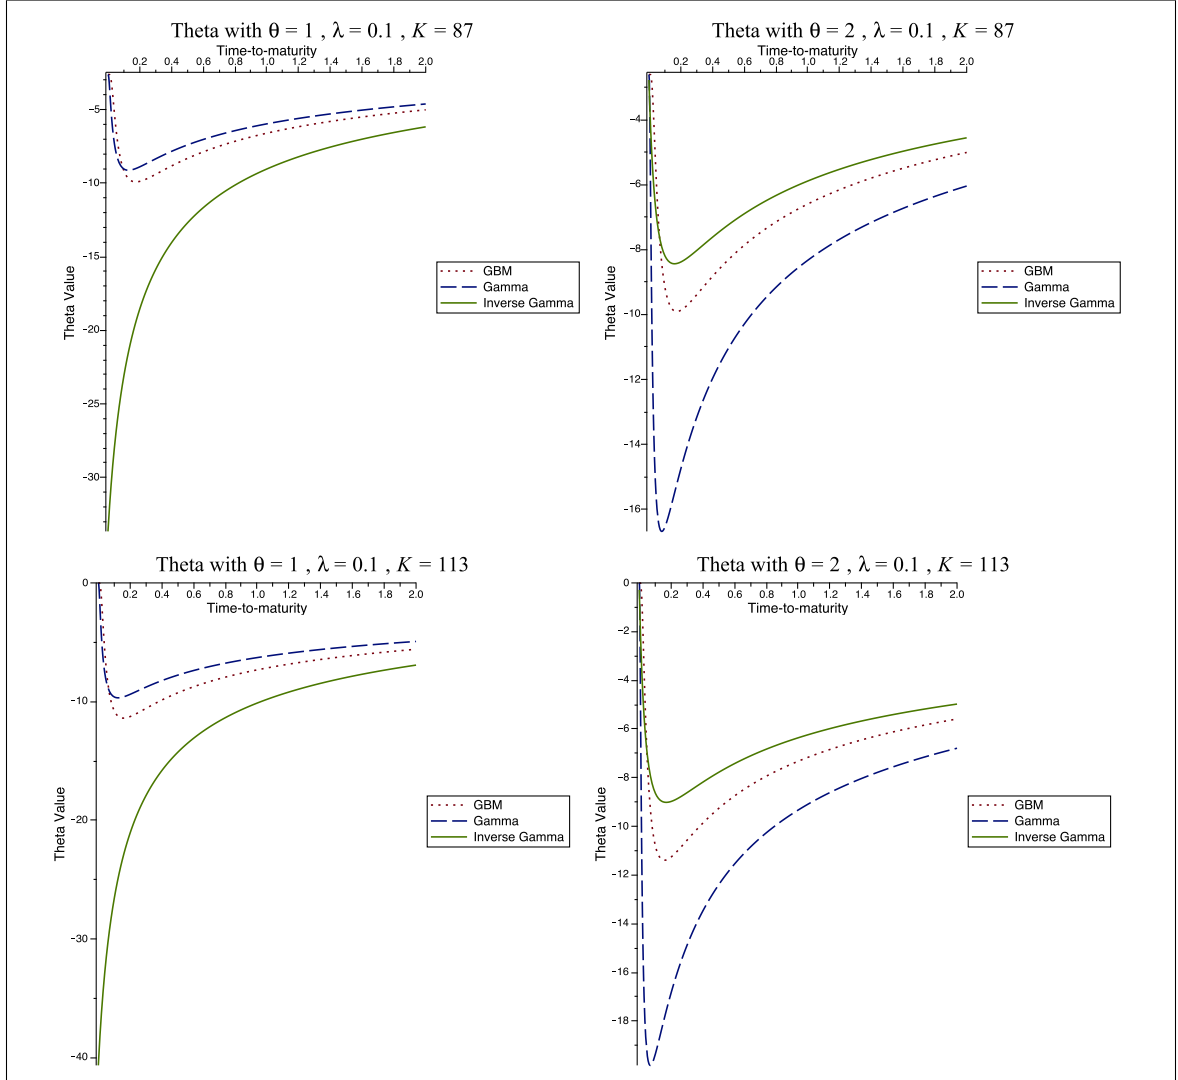 Theta with θ = 1 , λ = 0.1 , K = 87
Time-to-maturity
0.2 0.4 0.6 0.8 1.0 1.2 1.4 1.6 1.8 2.0
−5
−10
−15
−20
−25
−30
Theta Value
GBM
Gamma
Inverse Gamma
Theta with θ = 2 , λ = 0.1 , K = 87
Time-to-maturity
0.2 0.4 0.6 0.8 1.0 1.2 1.4 1.6 1.8 2.0
−4
−6
−8
−10
−12
−14
−16
Theta Value
GBM
Gamma
Inverse Gamma
Theta with θ = 1 , λ = 0.1 , K = 113
0
0.2 0.4 0.6 0.8 1.0 1.2 1.4 1.6 1.8 2.0
Time-to-maturity
−10
−20
−30
−40
Theta Value
GBM
Gamma
Inverse Gamma
Theta with θ = 2 , λ = 0.1 , K = 113
0
0.2 0.4 0.6 0.8 1.0 1.2 1.4 1.6 1.8 2.0
Time-to-maturity
−2
−4
−6
−8
−10
−12
−14
−16
−18
Theta Value
GBM
Gamma
Inverse Gamma